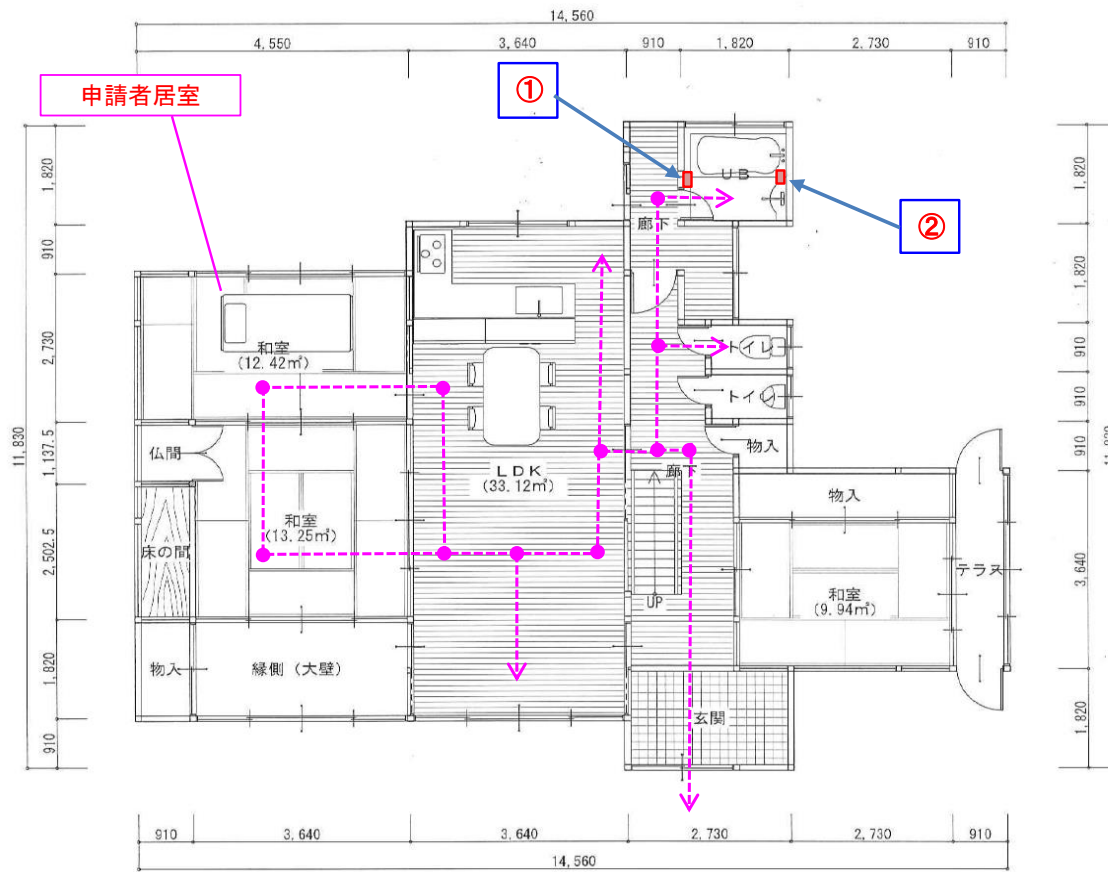 14,560
4,550
3,640
910
1,820
2,730
910
申請者居室
①
②
11,830
1,820
910
2,730
1,137.5
2,502.5
1,820
910
UB
廊下
和室
(12.42㎡)
トイレ
トイレ
物入
仏間
LDK
(33.12㎡)
廊下
和室
(13.25㎡)
床の間
物入
テラス
UP
和室
(9.94㎡)
物入
縁側（大壁）
玄関
1,820
1,820
910
910
910
3,640
1,820
910
3,640
3,640
2,730
2,730
910
14,560